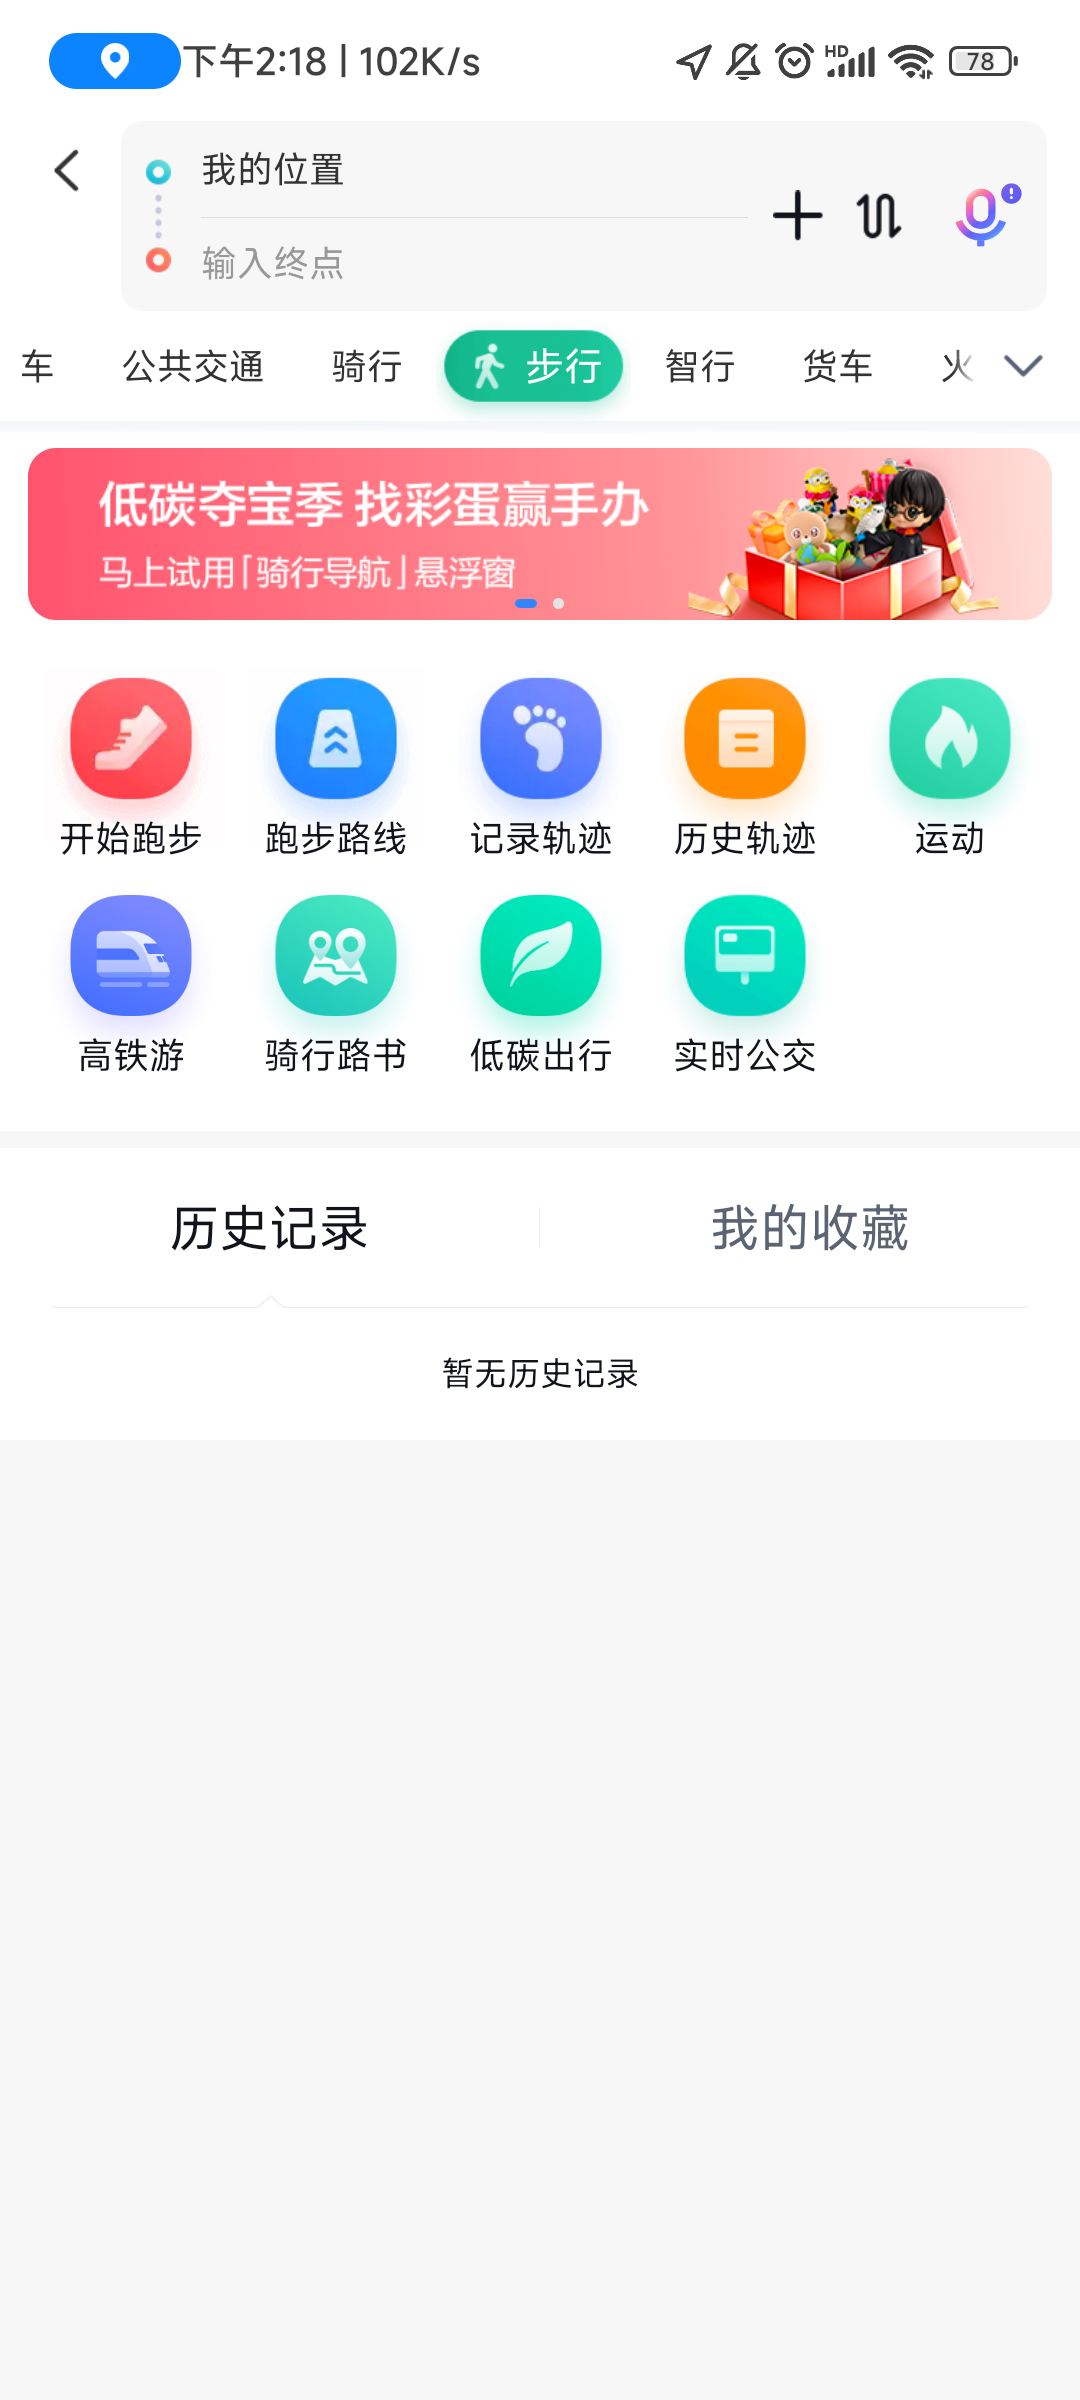 下午2:18 | 102K/s
HD
78
我的位置
输入终点
车 公共交通 骑行 步行 智行 货车 火
低碳夺宝季 找彩蛋赢手办
马上试用「骑行导航」悬浮窗
开始跑步 跑步路线 记录轨迹 历史轨迹 运动
高铁游 骑行路书 低碳出行 实时公交
历史记录 我的收藏
暂无历史记录